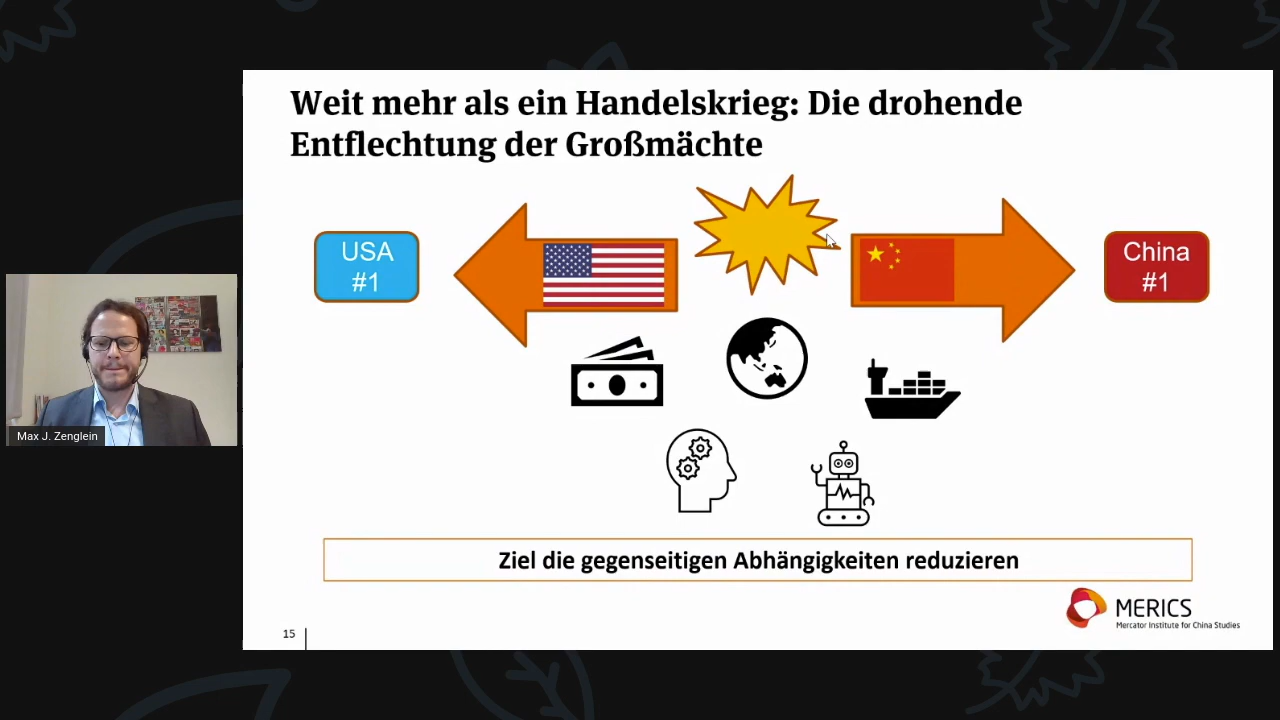 Weit mehr als ein Handelskrieg: Die drohende
Entflechtung der Großmächte
USA
#1
China
#1
Max J. Zenglein
Ziel die gegenseitigen Abhängigkeiten reduzieren
MERICS
Mercator Institute for China Studies
15